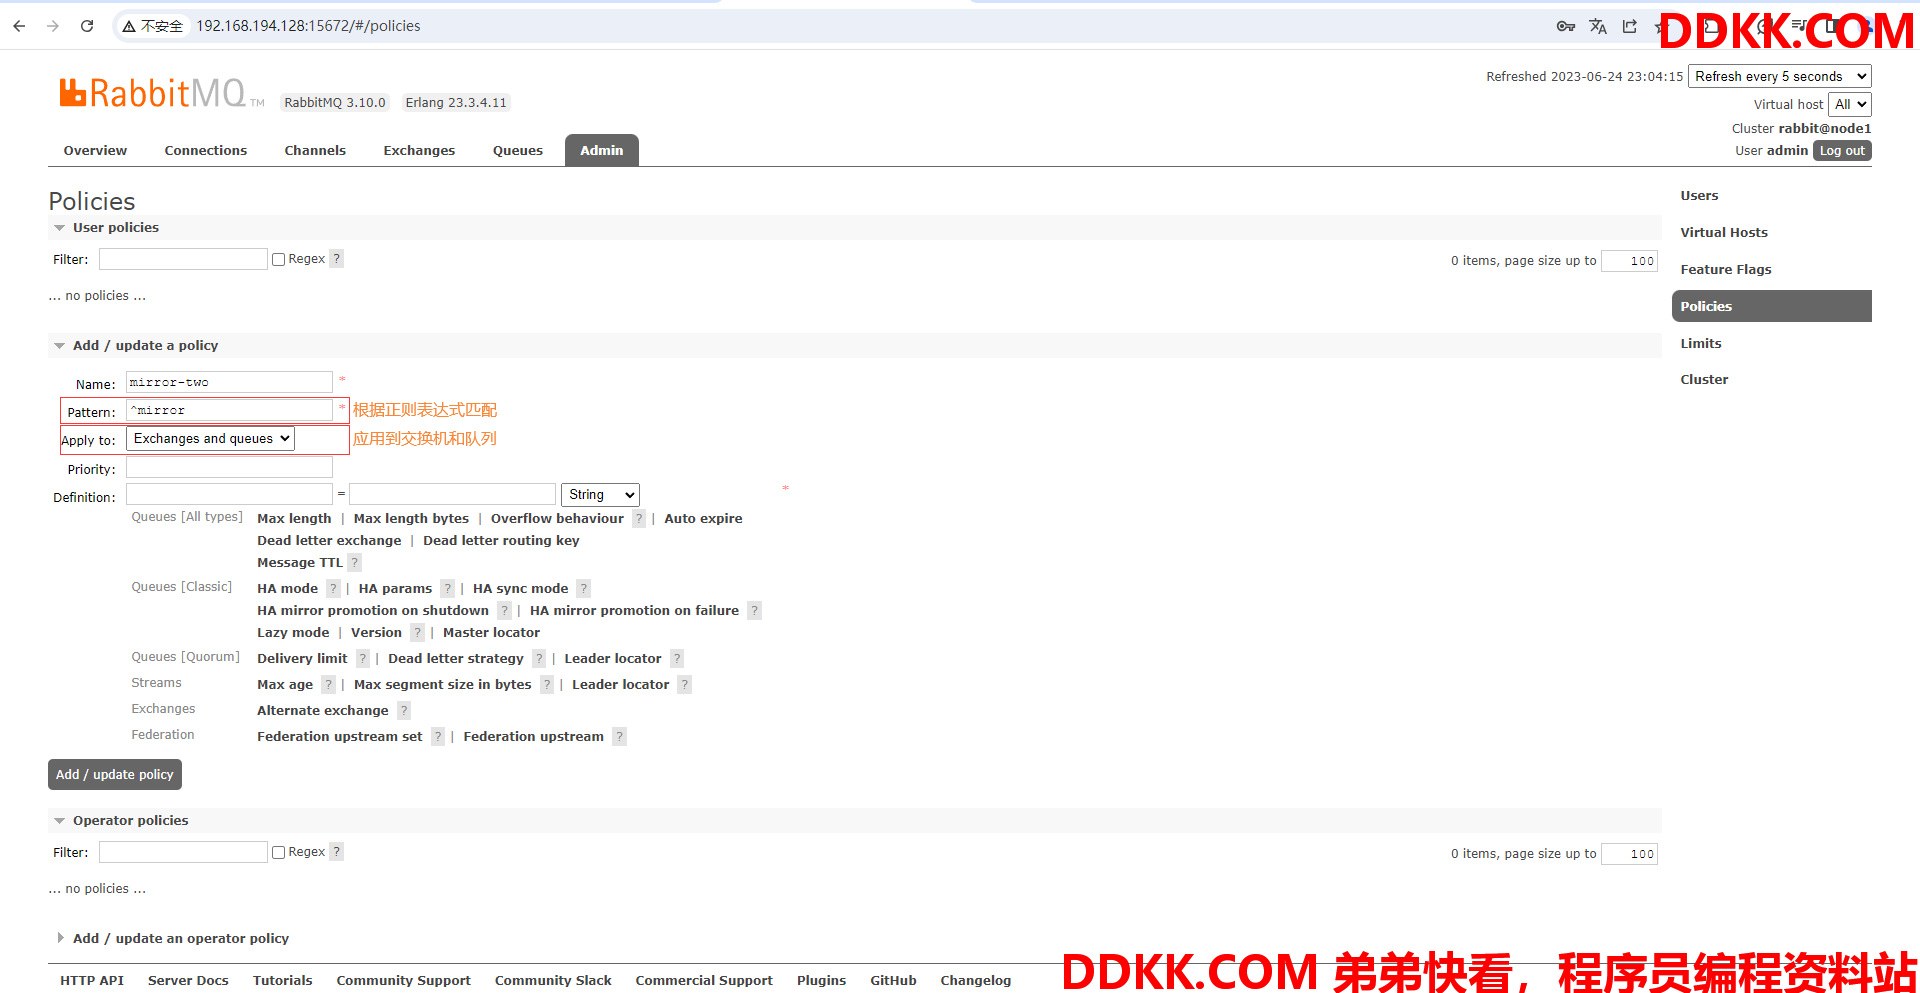 不安全 192.168.194.128:15672/#/policies
DDKK.COM
RabbitMQ TM RabbitMQ 3.10.0 Erlang 23.3.4.11
Refreshed 2023-06-24 23:04:15 Refresh every 5 seconds
Virtual host All
Cluster rabbit@node1
User admin Log out
Overview Connections Channels Exchanges Queues Admin
Policies
User policies
Filter: Regex ? 0 items, page size up to 100
... no policies ...
Add / update a policy
Name: mirror-two *
Pattern: ^mirror * 根据正则表达式匹配
Apply to: Exchanges and queues 应用到交换机和队列
Priority:
Definition: = String *
Queues [All types] Max length | Max length bytes | Overflow behaviour ? | Auto expire
Dead letter exchange | Dead letter routing key
Message TTL ?
Queues [Classic] HA mode ? | HA params ? | HA sync mode ?
HA mirror promotion on shutdown ? | HA mirror promotion on failure ?
Lazy mode | Version ? | Master locator
Queues [Quorum] Delivery limit ? | Dead letter strategy ? | Leader locator ?
Streams Max age ? | Max segment size in bytes ? | Leader locator ?
Exchanges Alternate exchange ?
Federation Federation upstream set ? | Federation upstream ?
Add / update policy
Operator policies
Filter: Regex ? 0 items, page size up to 100
... no policies ...
Add / update an operator policy
Users
Virtual Hosts
Feature Flags
Policies
Limits
Cluster
HTTP API Server Docs Tutorials Community Support Community Slack Commercial Support Plugins GitHub Changelog
DDKK.COM 弟弟快看，程序员编程资料站